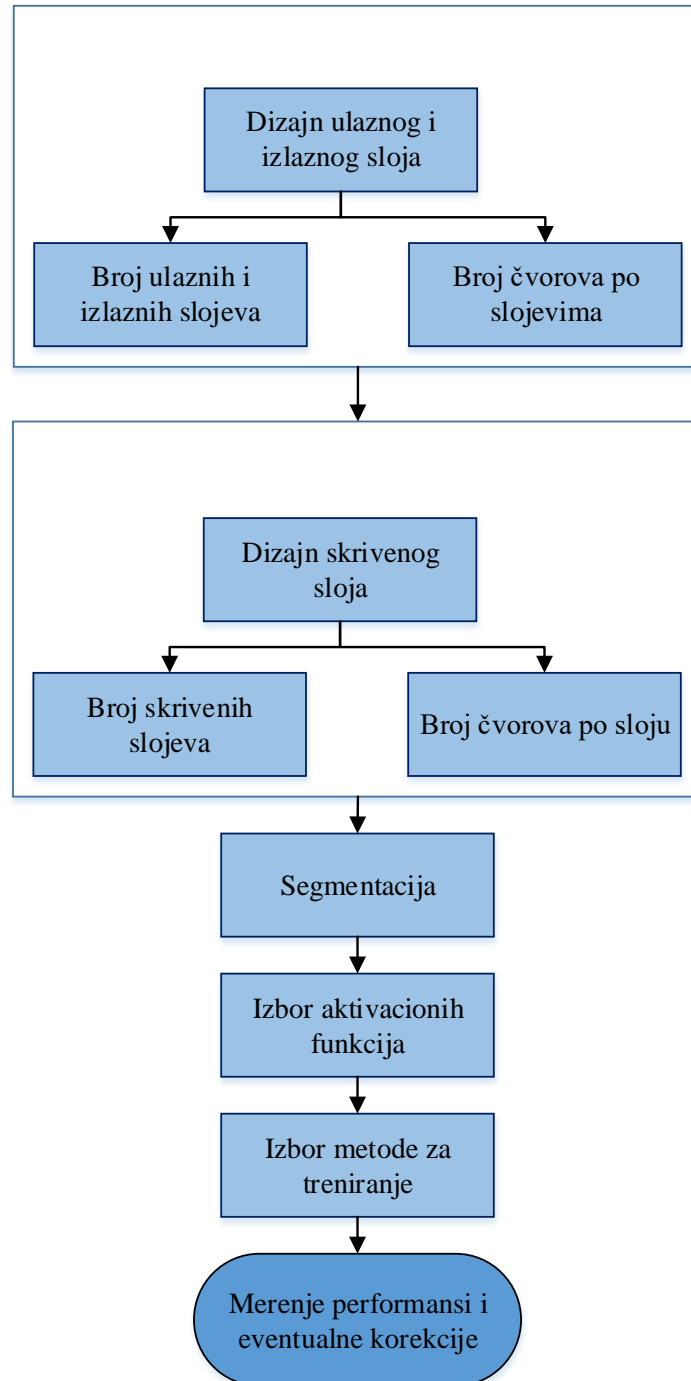 Dizajn ulaznog i
izlaznog sloja
Broj ulaznih i
izlaznih slojeva
Broj čvorova po
slojevima
Dizajn skrivenog
sloja
Broj skrivenih
slojeva
Broj čvorova po sloju
Segmentacija
Izbor aktivacionih
funkcija
Izbor metode za
treniranje
Merenje performansi i
eventualne korekcije